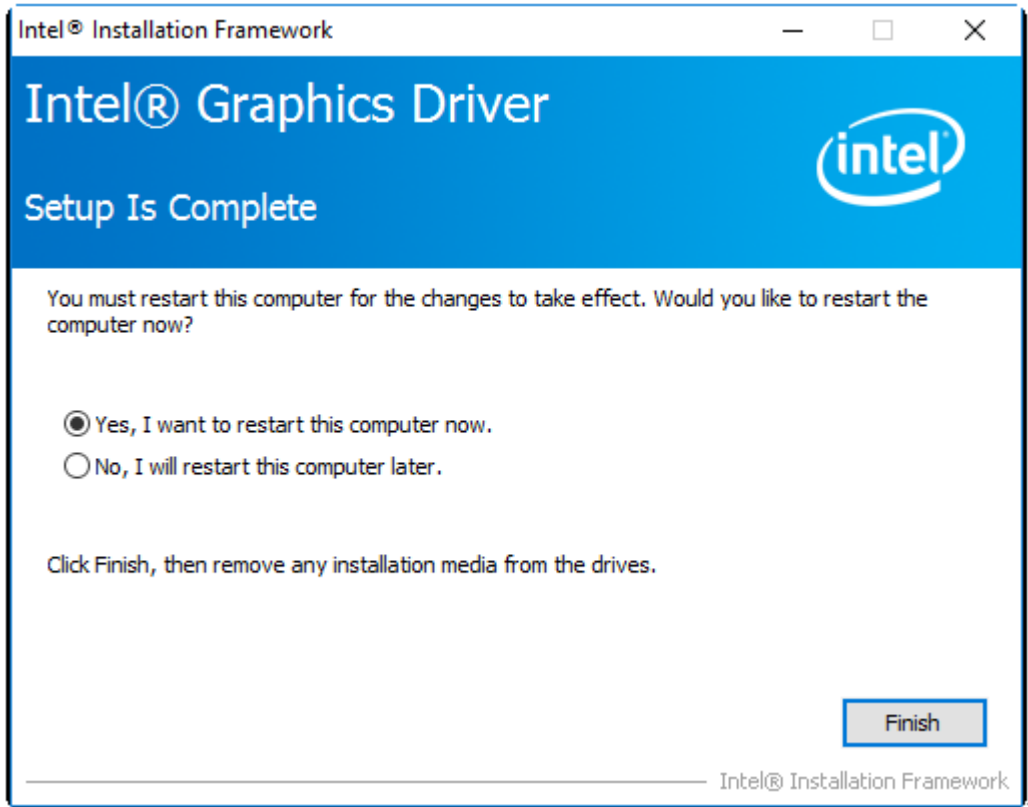 Intel® Installation Framework
Intel® Graphics Driver
intel
Setup Is Complete
You must restart this computer for the changes to take effect. Would you like to restart the
computer now?
Yes, I want to restart this computer now.
No, I will restart this computer later.
Click Finish, then remove any installation media from the drives.
Finish
Intel® Installation Framework